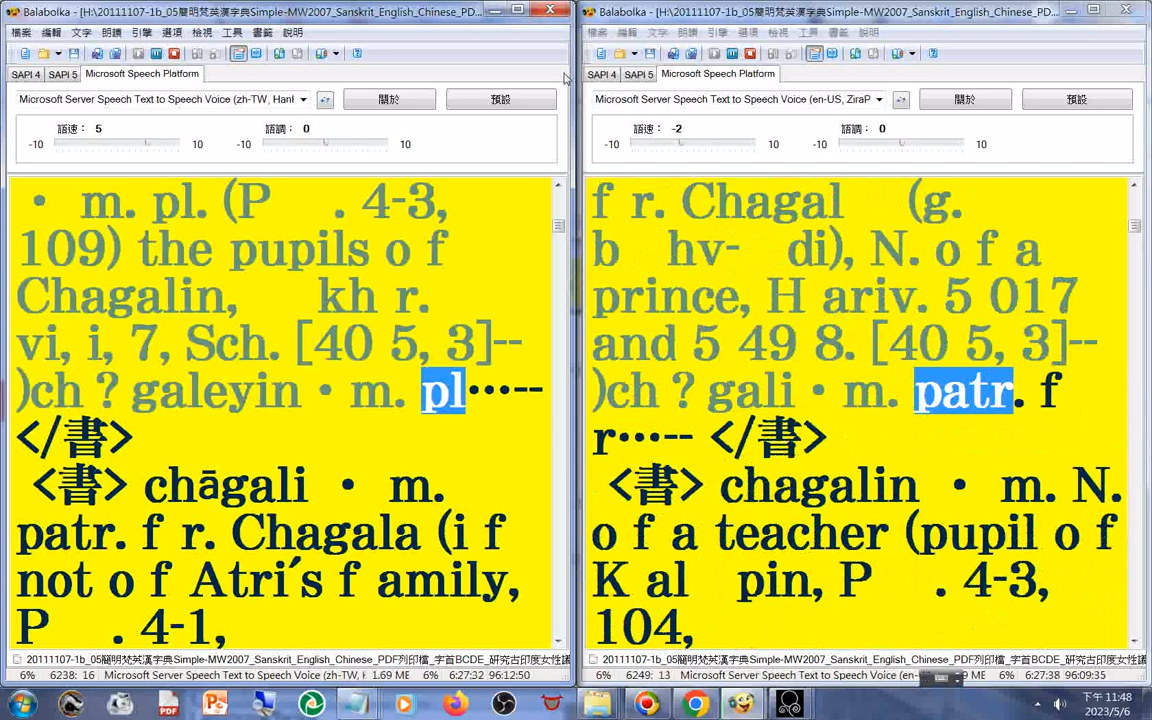 Balabolka - [H:\20111107-1b_05簡明梵英漢字典Simple-MW2007_Sanskrit_English_Chinese_PD...
檔案 編輯 文字 朗讀 引擎 選項 檢視 工具 書籤 說明
SAPI 4 SAPI 5 Microsoft Speech Platform
Microsoft Server Speech Text to Speech Voice (zh-TW, Hanl
關於 預設
語速： 5 語調： 0
-10 10 -10 10
• m. pl. (P . 4-3,
109) the pupils o f
Chagalin, kh r.
vi, i, 7, Sch. [40 5, 3]--
)ch ? galeyin • m. pl…--
</書>
<書> chāgali • m.
patr. f r. Chagala (i f
not o f Atri´s f amily,
P . 4-1,
20111107-1b_05簡明梵英漢字典Simple-MW2007_Sanskrit_English_Chinese_PDF列印檔_字首BCDE_研究古印度女性議
6% 6238: 16 Microsoft Server Speech Text to Speech Voice (zh-TW, H 1.69 ME 6% 6:27:32 96:12:50
Balabolka - [H:\20111107-1b_05簡明梵英漢字典Simple-MW2007_Sanskrit_English_Chinese_PD...
檔案 編輯 文字 朗讀 引擎 選項 檢視 工具 書籤 說明
SAPI 4 SAPI 5 Microsoft Speech Platform
Microsoft Server Speech Text to Speech Voice (en-US, ZiraP
關於 預設
語速： -2 語調： 0
-10 10 -10 10
f r. Chagal (g.
b hv- di), N. o f a
prince, H ariv. 5 017
and 5 49 8. [40 5, 3]--
)ch ? gali • m. patr. f
r…-- </書>
<書> chagalin • m. N.
o f a teacher (pupil o f
K al pin, P . 4-3,
104,
20111107-1b_05簡明梵英漢字典Simple-MW2007_Sanskrit_English_Chinese_PDF列印檔_字首BCDE_研究古印度女性議
6% 6249: 13 Microsoft Server Speech Text to Speech Voice ME 6% 6:27:38 96:09:35
PDF
下午 11:48
2023/5/6